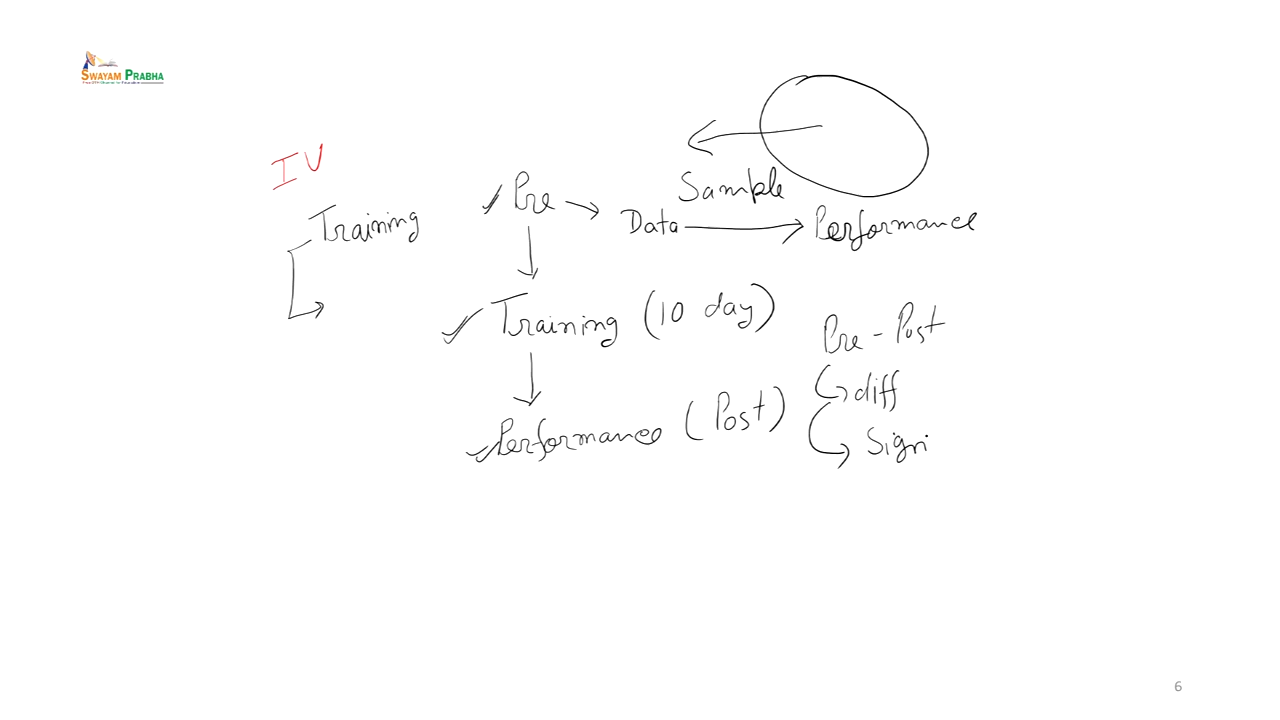 SWAYAM PRABHA
IV
Sample
Pre
Data
Performance
Training
Training (10 day)
Pre - Post
diff
Performance (Post)
Signi
6